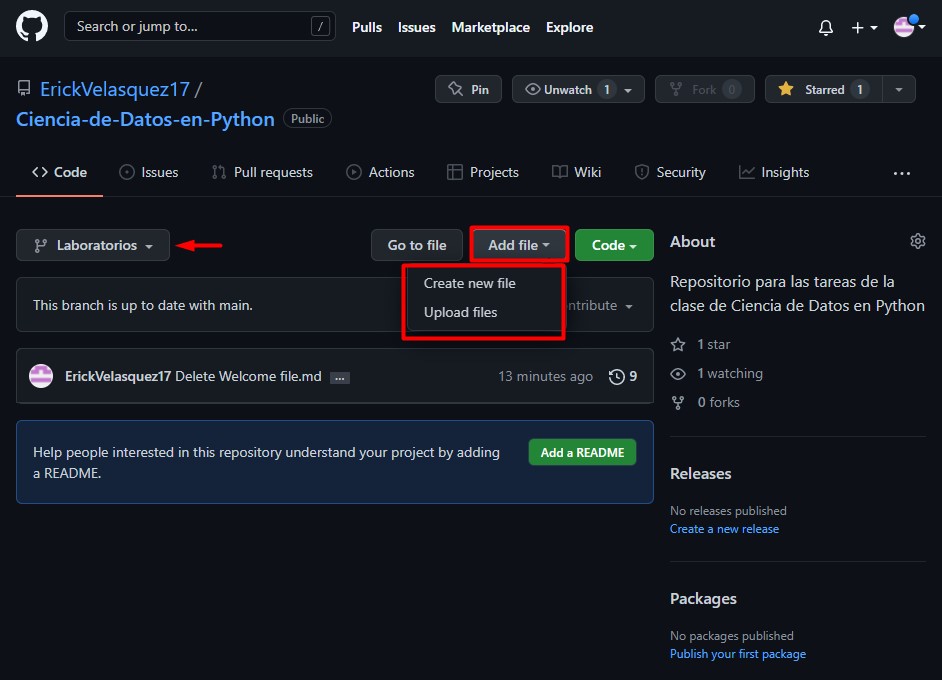 Search or jump to... /
Pulls Issues Marketplace Explore
ErickVelasquez17 /
Ciencia-de-Datos-en-Python Public
Pin Unwatch 1 Fork 0 Starred 1
Code Issues Pull requests Actions Projects Wiki Security Insights ...
Laboratorios Go to file Add file Code
Create new file
Upload files
This branch is up to date with main.
ErickVelasquez17 Delete Welcome file.md ... 13 minutes ago 9
Help people interested in this repository understand your project by adding
a README.
Add a README
About
Repositorio para las tareas de la
clase de Ciencia de Datos en Python
1 star
1 watching
0 forks
Releases
No releases published
Create a new release
Packages
No packages published
Publish your first package